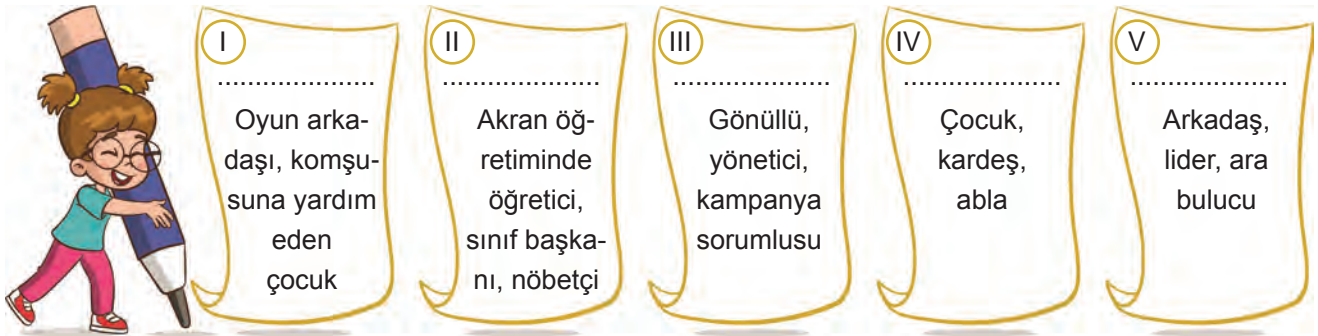 I
....................
Oyun arka-
daşı, komşu-
suna yardım
eden
çocuk
II
....................
Akran öğ-
retiminde
öğretici,
sınıf başka-
nı, nöbetçi
III
....................
Gönüllü,
yönetici,
kampanya
sorumlusu
IV
....................
Çocuk,
kardeş,
abla
V
....................
Arkadaş,
lider, ara
bulucu